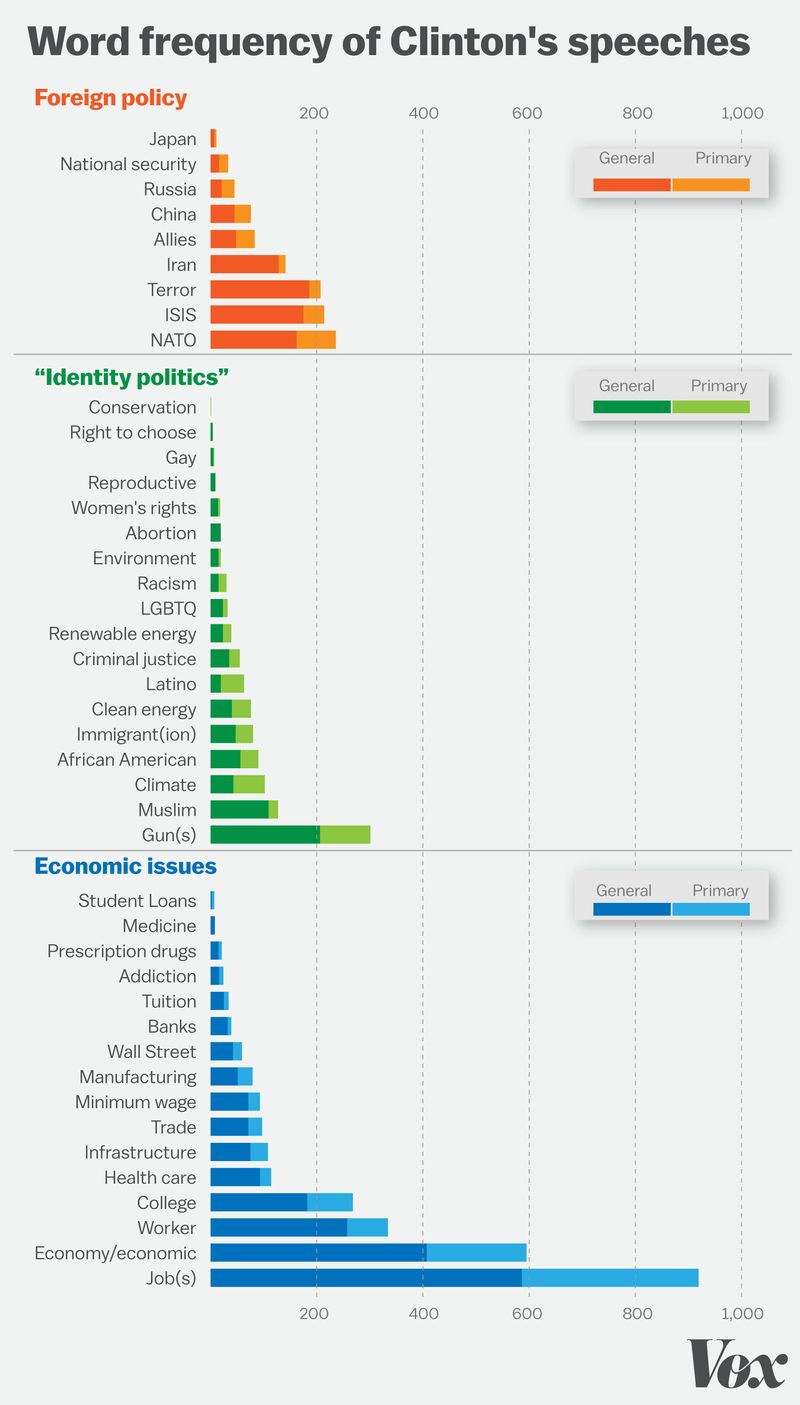 Word frequency of Clinton's speeches
Foreign policy
200 400 600 800 1,000
General Primary
Japan
National security
Russia
China
Allies
Iran
Terror
ISIS
NATO
“Identity politics”
General Primary
Conservation
Right to choose
Gay
Reproductive
Women's rights
Abortion
Environment
Racism
LGBTQ
Renewable energy
Criminal justice
Latino
Clean energy
Immigrant(ion)
African American
Climate
Muslim
Gun(s)
Economic issues
General Primary
Student Loans
Medicine
Prescription drugs
Addiction
Tuition
Banks
Wall Street
Manufacturing
Minimum wage
Trade
Infrastructure
Health care
College
Worker
Economy/economic
Job(s)
200 400 600 800 1,000
Vox